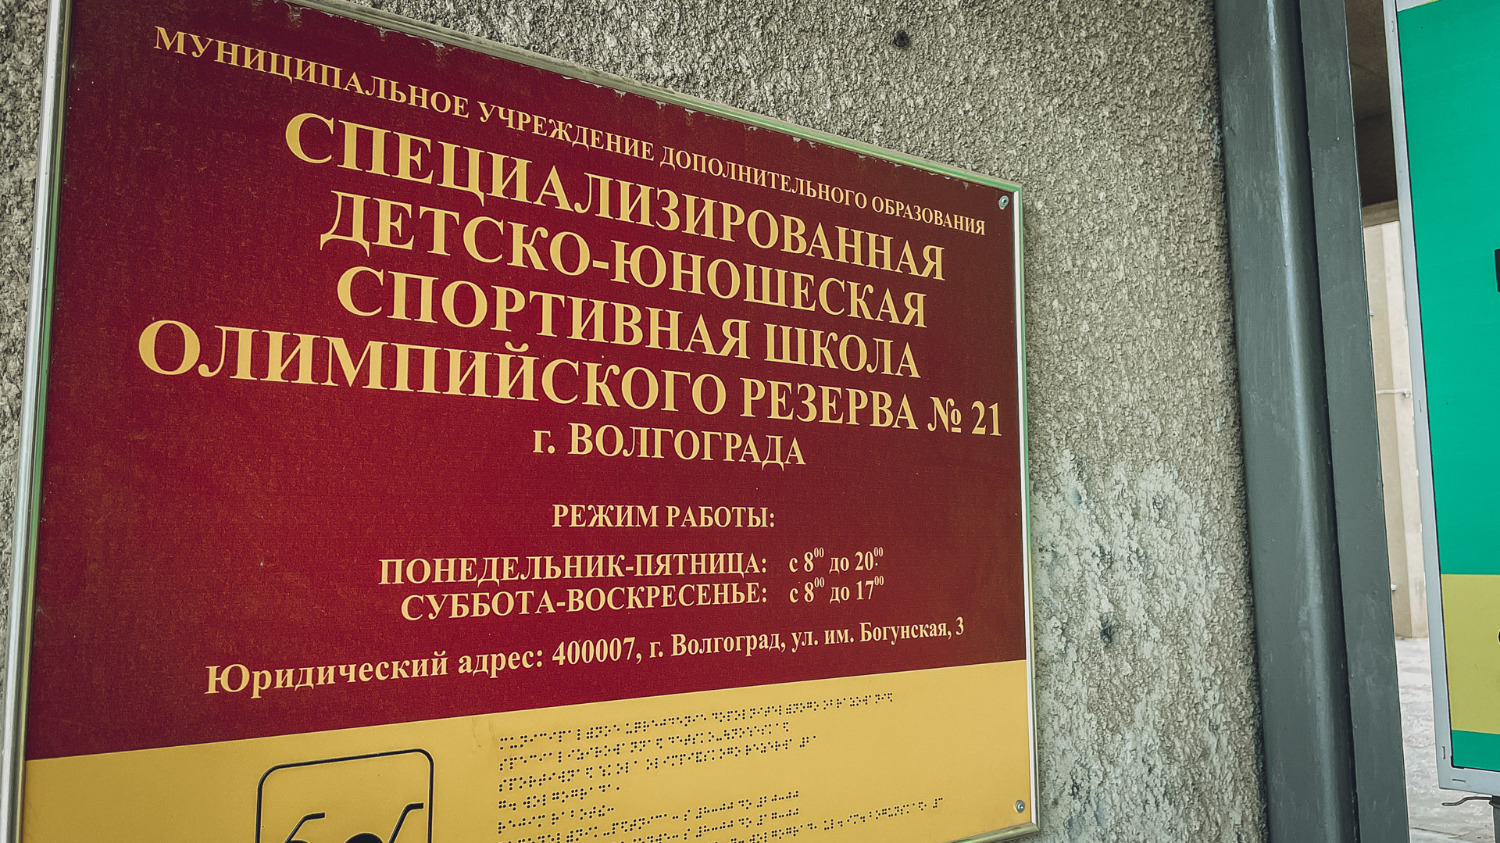 МУНИЦИПАЛЬНОЕ УЧРЕЖДЕНИЕ ДОПОЛНИТЕЛЬНОГО ОБРАЗОВАНИЯ
СПЕЦИАЛИЗИРОВАННАЯ
ДЕТСКО-ЮНОШЕСКАЯ
СПОРТИВНАЯ ШКОЛА
ОЛИМПИЙСКОГО РЕЗЕРВА № 21
г. ВОЛГОГРАДА
РЕЖИМ РАБОТЫ:
ПОНЕДЕЛЬНИК-ПЯТНИЦА: с 8⁰⁰ до 20⁰⁰
СУББОТА-ВОСКРЕСЕНЬЕ: с 8⁰⁰ до 17⁰⁰
Юридический адрес: 400007, г. Волгоград, ул. им. Богунская, 3